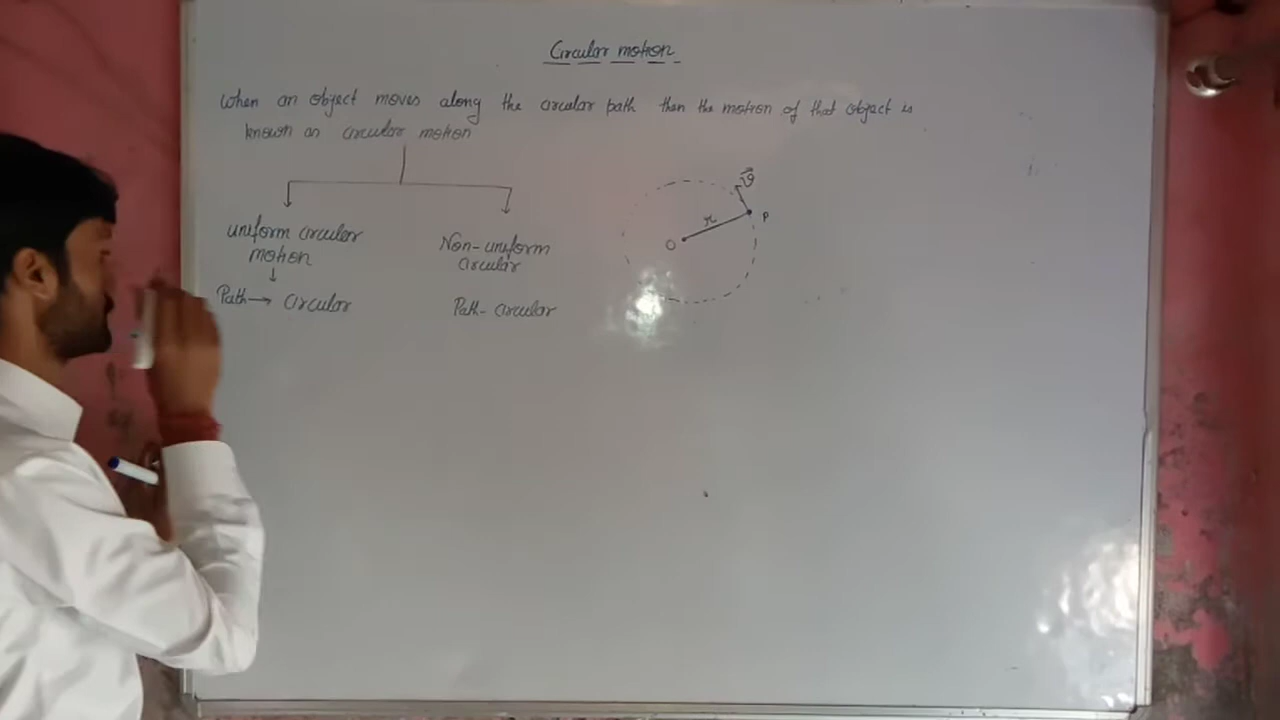 Circular motion
When an object moves along the circular path then the motion of that object is
known as circular motion
uniform circular
motion
Non-uniform
circular
Path → circular
Path - circular
v
r
P
O